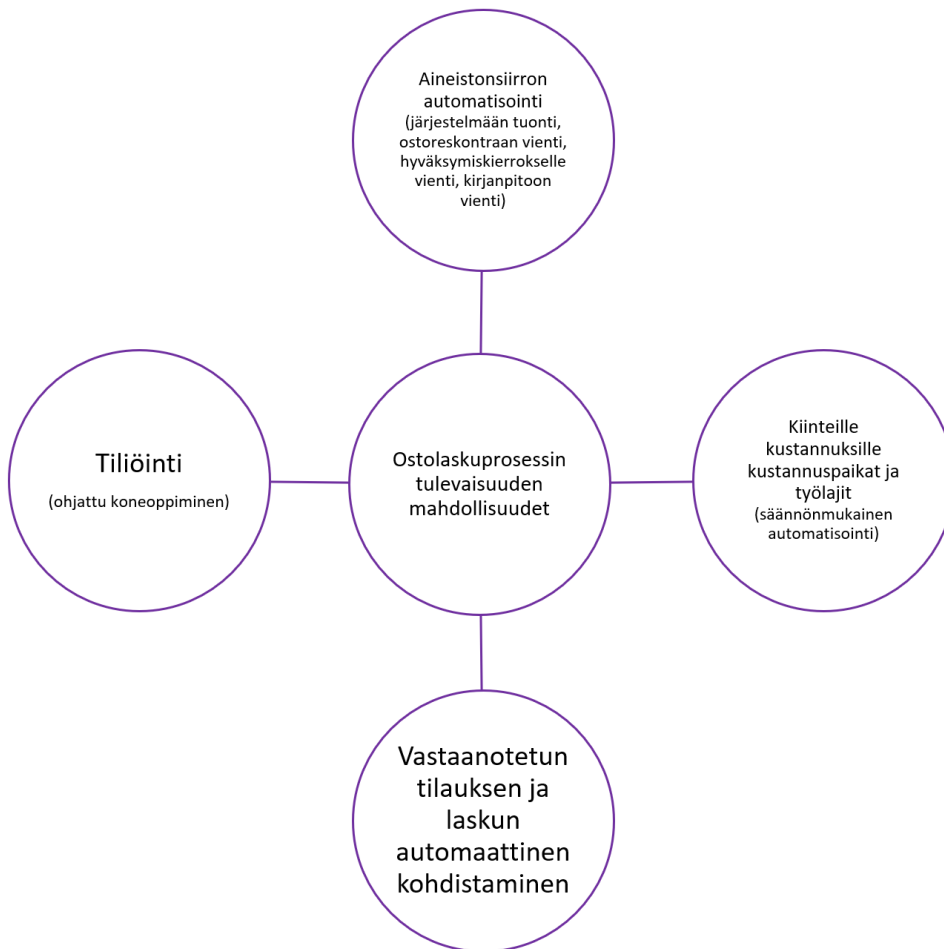 Aineistonsiirron
automatisointi
(järjestelmään tuonti,
ostoreskontraan vienti,
hyväksymiskierrokselle
vienti, kirjanpitoon
vienti)
Tiliöinti
(ohjattu koneoppiminen)
Ostolaskuprosessin
tulevaisuuden
mahdollisuudet
Kiinteille
kustannuksille
kustannuspaikat ja
työlajit
(säännönmukainen
automatisointi)
Vastaanotetun
tilauksen ja
laskun
automaattinen
kohdistaminen